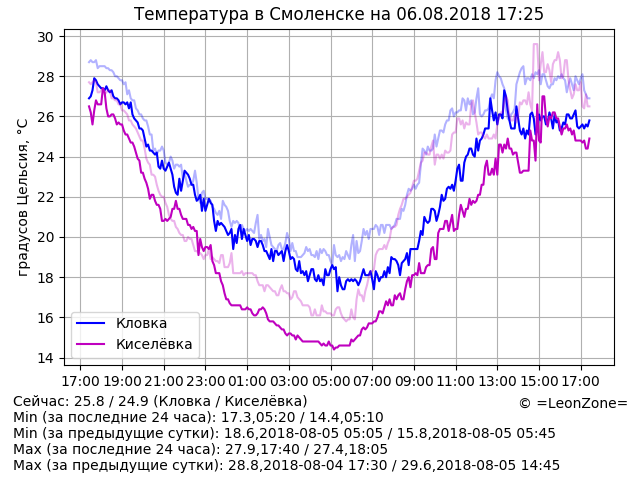 Температура в Смоленске на 06.08.2018 17:25
градусов Цельсия, °C
30
28
26
24
22
20
18
16
14
Кловка
Киселёвка
17:00 19:00 21:00 23:00 01:00 03:00 05:00 07:00 09:00 11:00 13:00 15:00 17:00
Сейчас: 25.8 / 24.9 (Кловка / Киселёвка)
© =LeonZone=
Min (за последние 24 часа): 17.3,05:20 / 14.4,05:10
Min (за предыдущие сутки): 18.6,2018-08-05 05:05 / 15.8,2018-08-05 05:45
Max (за последние 24 часа): 27.9,17:40 / 27.4,18:05
Max (за предыдущие сутки): 28.8,2018-08-04 17:30 / 29.6,2018-08-05 14:45